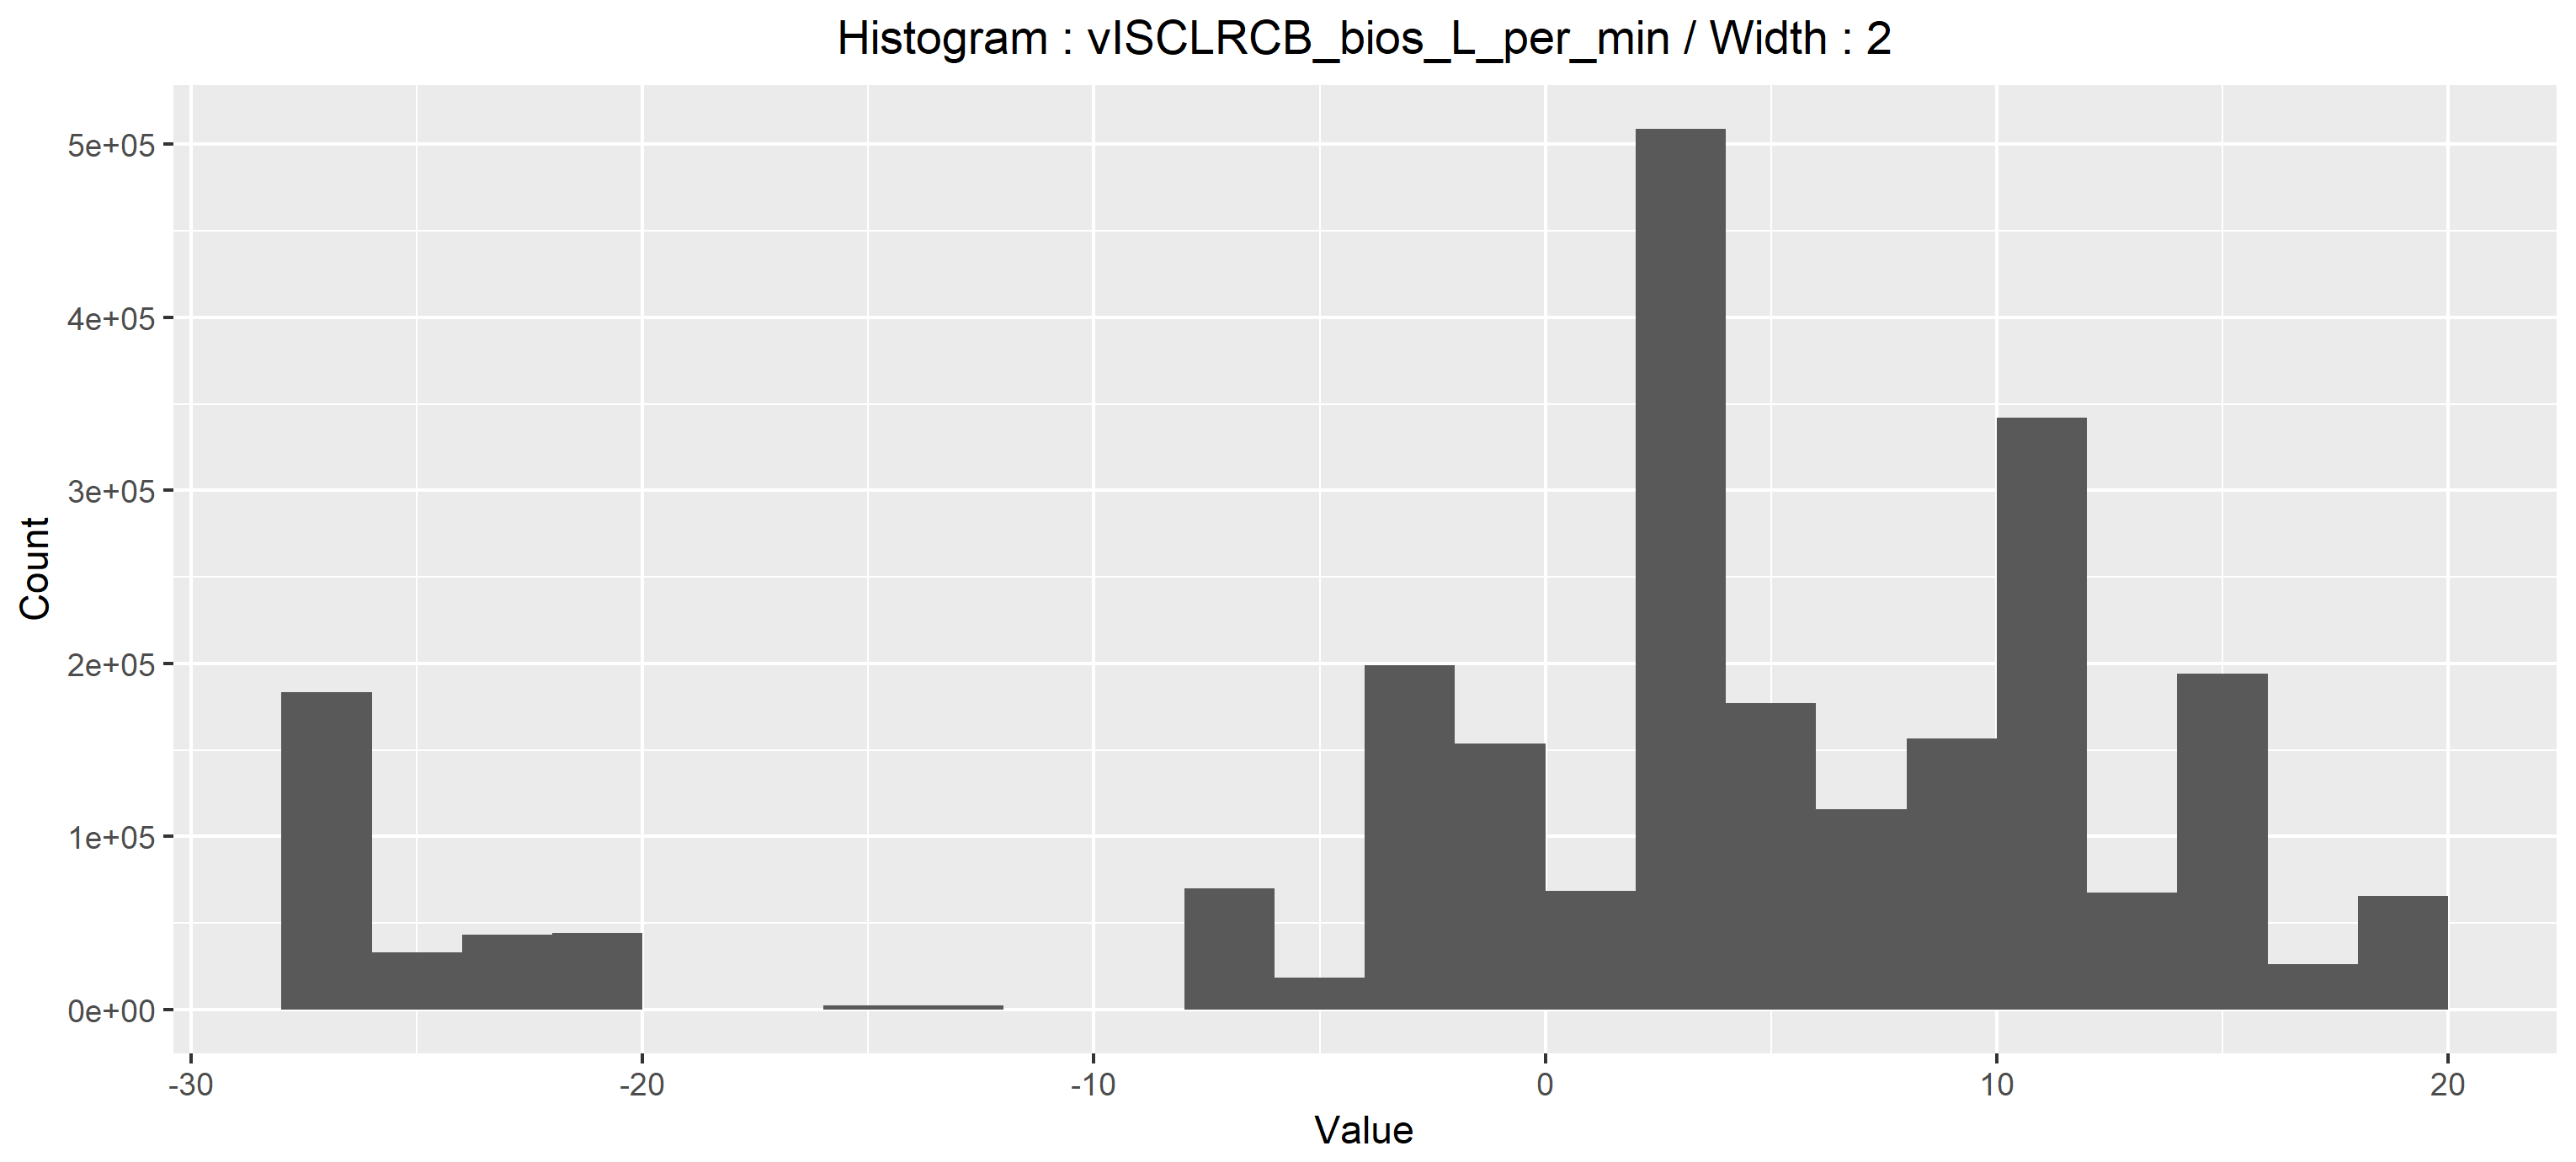 Histogram : vISCLRCB_bios_L_per_min / Width : 2
5e+05
4e+05
3e+05
2e+05
1e+05
0e+00
Count
-30 -20 -10 0 10 20
Value